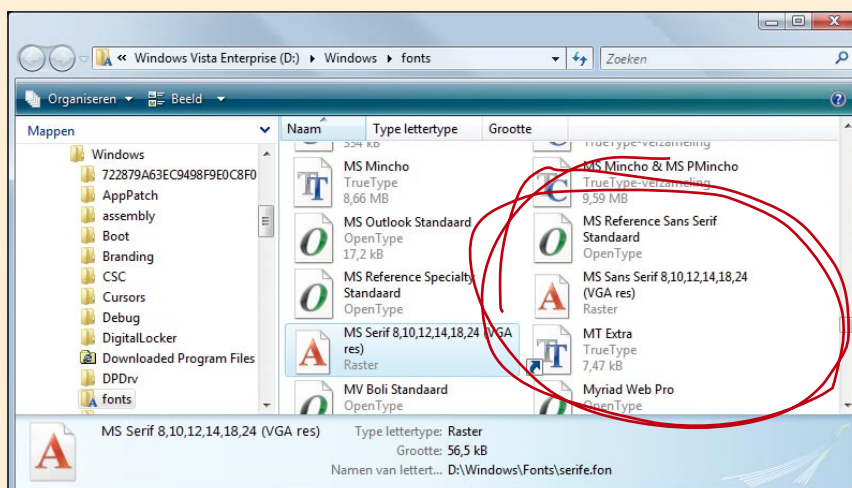 « Windows Vista Enterprise (D:) Windows fonts
Zoeken
Organiseren Beeld
Mappen
Windows
722879A63EC9498F9E0C8F0
AppPatch
assembly
Boot
Branding
CSC
Cursors
Debug
DigitalLocker
Downloaded Program Files
DPDrv
fonts
Naam Type lettertype Grootte
554 kB
TrueType-verzameling
MS Mincho
TrueType
8,66 MB
MS Mincho & MS PMincho
TrueType-verzameling
9,59 MB
MS Outlook Standaard
OpenType
17,2 kB
MS Reference Sans Serif
Standaard
OpenType
MS Reference Specialty
Standaard
OpenType
MS Sans Serif 8,10,12,14,18,24
(VGA res)
Raster
MS Serif 8,10,12,14,18,24 (VGA
res)
Raster
MT Extra
TrueType
7,47 kB
MV Boli Standaard
OpenType
Myriad Web Pro
OpenType
MS Serif 8,10,12,14,18,24 (VGA res)
Type lettertype: Raster
Grootte: 56,5 kB
Namen van lettert... D:\Windows\Fonts\serife.fon